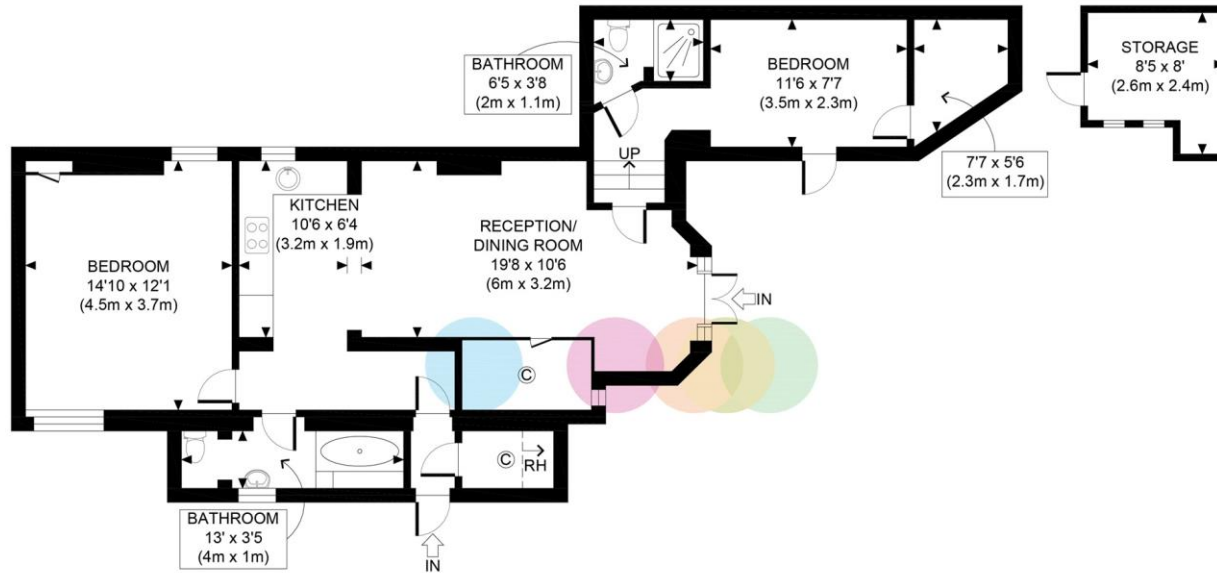 BATHROOM
6'5 x 3'8
(2m x 1.1m)
BEDROOM
11'6 x 7'7
(3.5m x 2.3m)
STORAGE
8'5 x 8'
(2.6m x 2.4m)
UP
7'7 x 5'6
(2.3m x 1.7m)
KITCHEN
10'6 x 6'4
(3.2m x 1.9m)
RECEPTION/
DINING ROOM
19'8 x 10'6
(6m x 3.2m)
BEDROOM
14'10 x 12'1
(4.5m x 3.7m)
IN
C
C
RH
BATHROOM
13' x 3'5
(4m x 1m)
IN